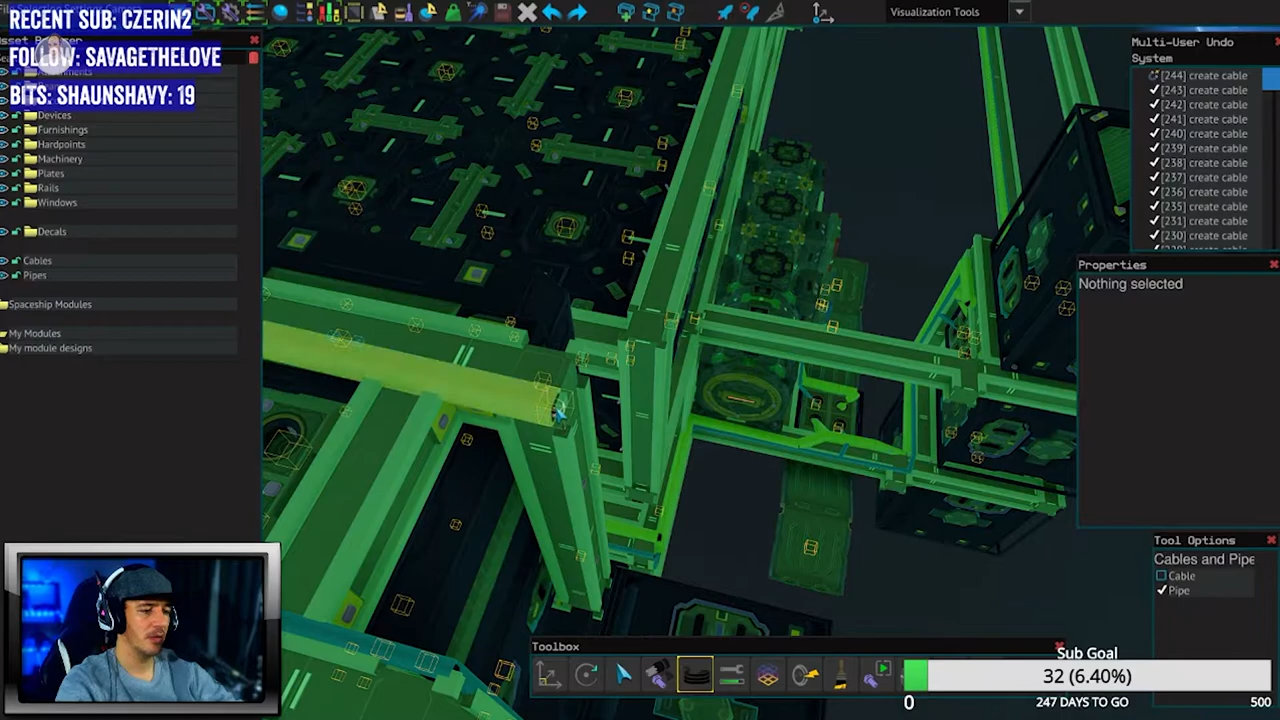 RECENT SUB: CZERIN2
FOLLOW: SAVAGETHELOVE
BITS: SHAUNSHAVY: 19
Devices
Furnishings
Hardpoints
Machinery
Plates
Rails
Windows
Decals
Cables
Pipes
Spaceship Modules
My Modules
My module designs
Visualization Tools
Multi-User Undo
System
[244] create cable
[243] create cable
[242] create cable
[241] create cable
[240] create cable
[239] create cable
[238] create cable
[237] create cable
[236] create cable
[235] create cable
[231] create cable
[230] create cable
Properties
Nothing selected
Tool Options
Cables and Pipe
Cable
Pipe
Toolbox
Sub Goal
32 (6.40%)
0
247 DAYS TO GO
500